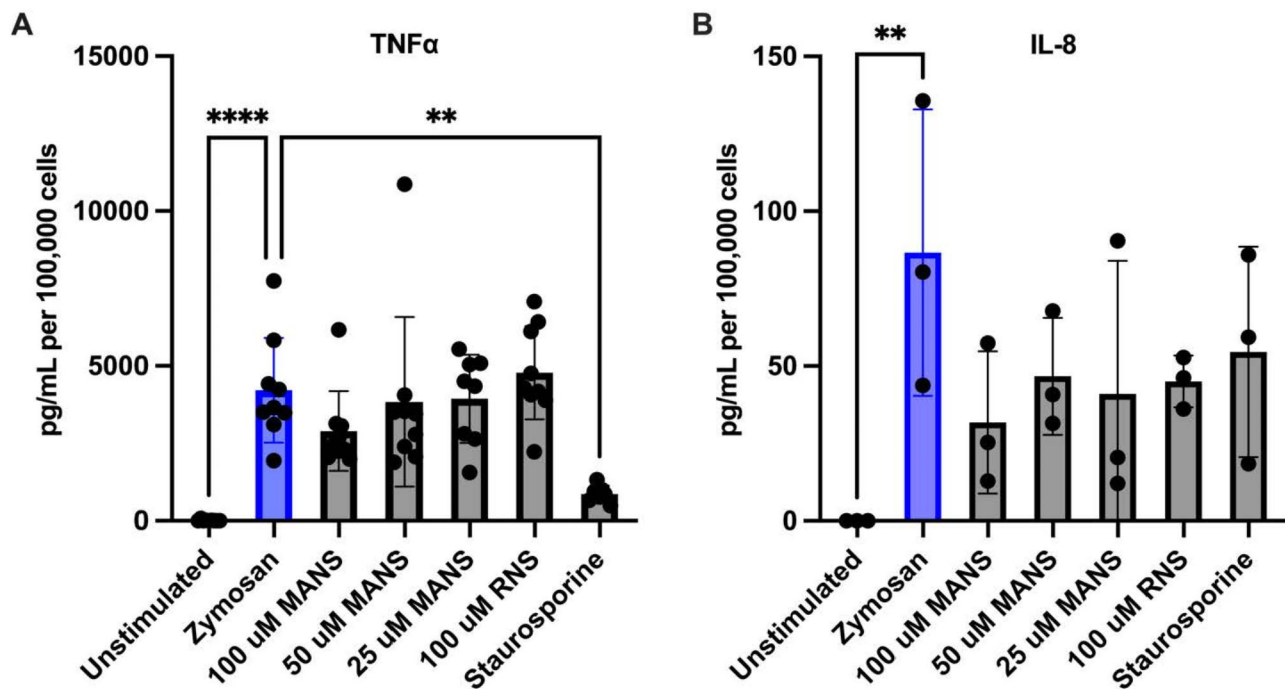 A
TNFα
pg/mL per 100,000 cells
15000
10000
5000
0
****
**
Unstimulated
Zymosan
100 uM MANS
50 uM MANS
25 uM MANS
100 uM RNS
Staurosporine
B
IL-8
pg/mL per 100,000 cells
150
100
50
0
**
Unstimulated
Zymosan
100 uM MANS
50 uM MANS
25 uM MANS
100 uM RNS
Staurosporine